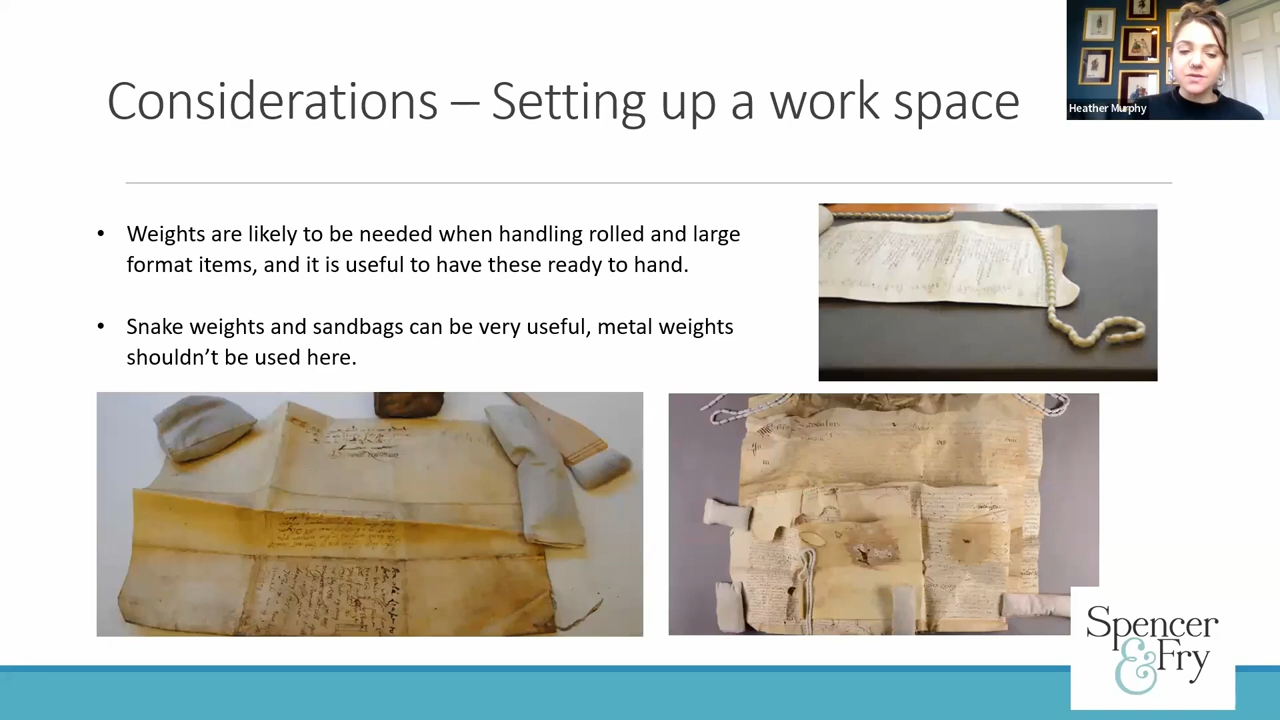 Considerations – Setting up a work space
Heather Murphy
• Weights are likely to be needed when handling rolled and large
format items, and it is useful to have these ready to hand.
• Snake weights and sandbags can be very useful, metal weights
shouldn’t be used here.
Spencer
& Fry